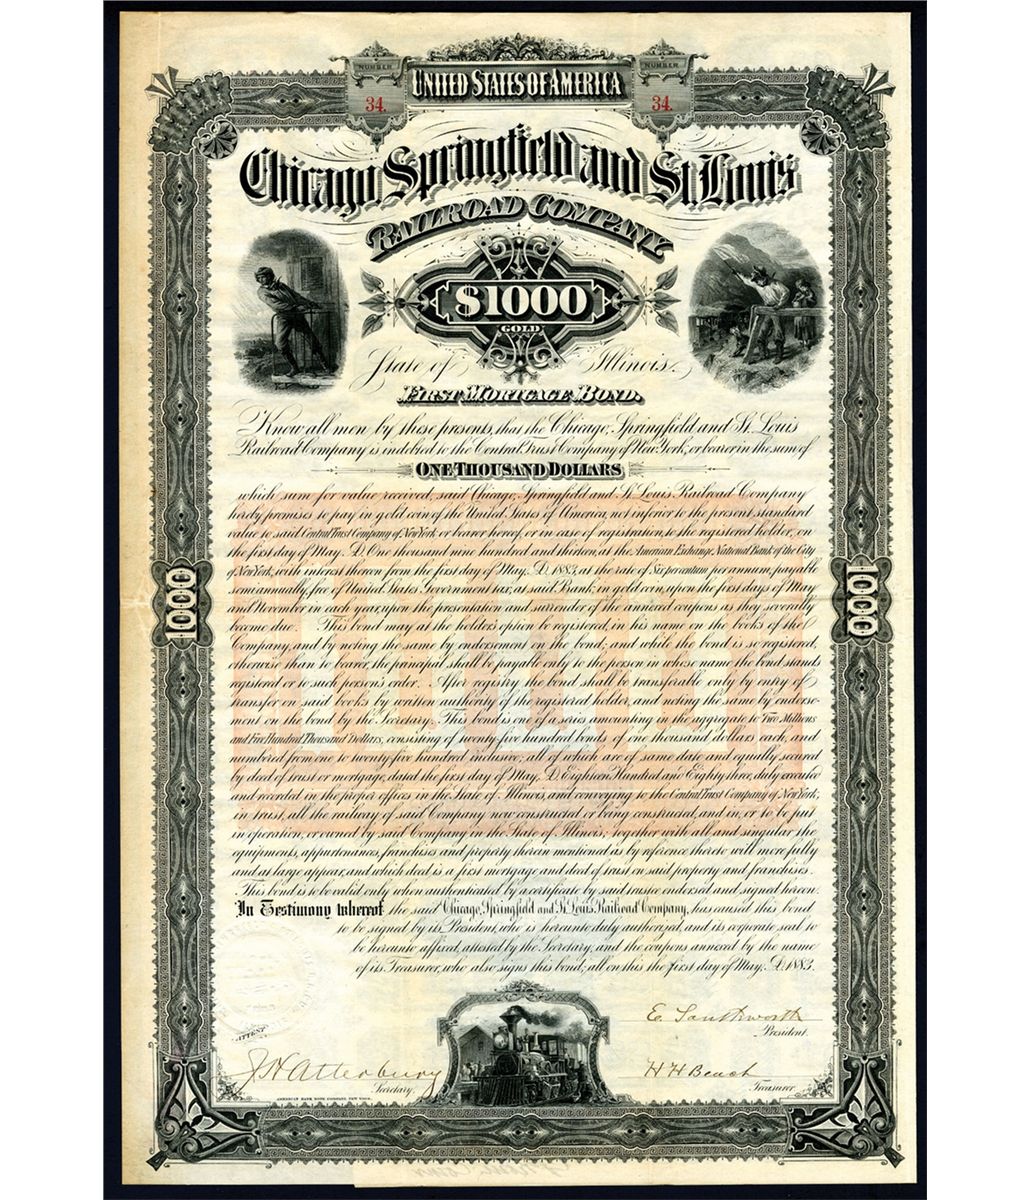 NUMBER
34.
UNITED STATES OF AMERICA
NUMBER
34.
Chicago, Springfield and St. Louis
RAILROAD COMPANY
$1000
GOLD
State of Illinois.
FIRST MORTGAGE BOND.
Know all men by these presents, that the Chicago, Springfield and St. Louis
Railroad Company is indebted to the Central Trust Company of New York, or bearer in the sum of
ONE THOUSAND DOLLARS
which sum for value received, said Chicago, Springfield and St. Louis Railroad Company
hereby promises to pay in gold coin of the United States of America, not inferior to the present standard
value to said Central Trust Company of New York or bearer hereof, or in case of registration, to the registered holder, on
the first day of May A.D. One thousand nine hundred and thirteen, at the American Exchange National Bank of the City
of New York, with interest thereon from the first day of May A.D. 1883, at the rate of Six per centum per annum, payable
semi annually, free of United States Government tax, at said Bank, in gold coin, upon the first days of May
and November in each year, upon the presentation and surrender of the annexed coupons as they severally
become due. This bond may at the holder's option be registered, in his name on the books of the
Company, and by noting the same by endorsement on the bond; and while the bond is so registered,
otherwise than to bearer, the principal shall be payable only to the person in whose name the bond stands
registered or to such person's order. After registry the bond shall be transferable only by entry of
transfer on said books by written authority of the registered holder, and noting the same by endorse-
ment on the bond by the Secretary. This bond is one of a series amounting in the aggregate to Two Millions
and Five Hundred Thousand Dollars, consisting of twenty-five hundred bonds of one thousand dollars each, and
numbered from one to twenty-five hundred inclusive, all of which are of same date and equally secured
by deed of trust or mortgage, dated the first day of May A.D. Eighteen Hundred and Eighty three, duly executed
and recorded in the proper offices in the State of Illinois, and conveying to the Central Trust Company of New York,
in trust, all the railway of said Company now constructed or being constructed, and in, or to be put
in operation, or owned by said Company in the State of Illinois, together with all and singular the
equipments, appurtenances, franchises and property therein mentioned as by reference thereto will more fully
and at large appear, and which deed is a first mortgage and deed of trust on said property and franchises.
This bond is to be valid only when authenticated by a certificate by said trustee endorsed and signed hereon.
In Testimony whereof the said Chicago, Springfield and St. Louis Railroad Company, has caused this bond
to be signed by its President, who is hereunto duly authorized, and its corporate seal to
be hereunto affixed, attested by the Secretary, and the coupons annexed by the name
of its Treasurer, who also signs this bond; all on this the first day of May, A.D. 1883.
1000
1000
ATTEST
E. Southworth
President.
J. H. Atterbury
Secretary.
H H Beach
Treasurer.
AMERICAN BANK NOTE COMPANY, NEW YORK.